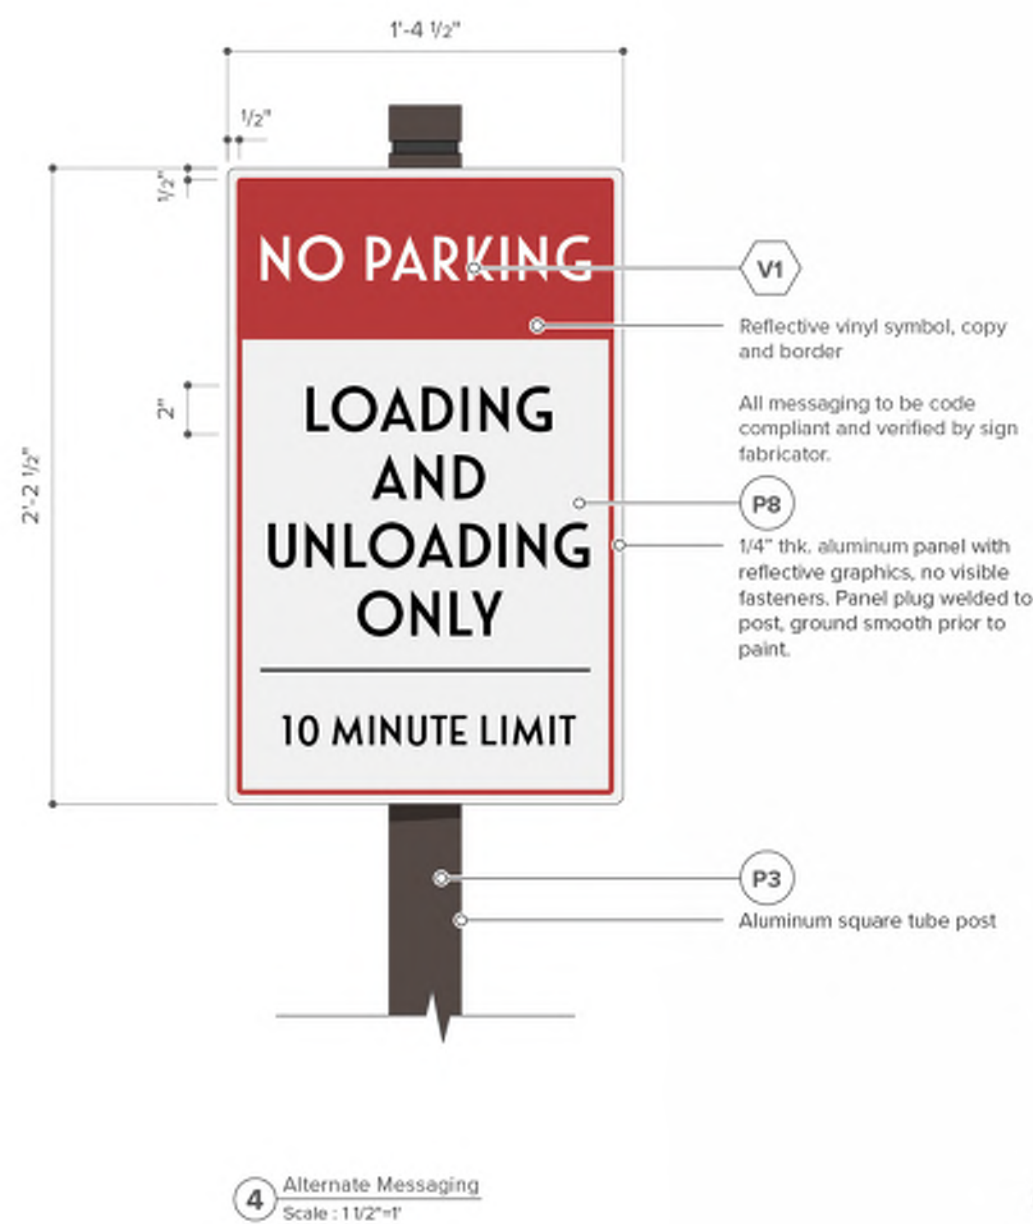 1'-4 1/2"
1/2"
1/2"
NO PARKING
V1
Reflective vinyl symbol, copy
and border
2"
LOADING
AND
UNLOADING
ONLY
All messaging to be code
compliant and verified by sign
fabricator.
2'-2 1/2"
P8
1/4" thk. aluminum panel with
reflective graphics, no visible
fasteners. Panel plug welded to
post, ground smooth prior to
paint.
10 MINUTE LIMIT
P3
Aluminum square tube post
4
Alternate Messaging
Scale : 1 1/2"=1'